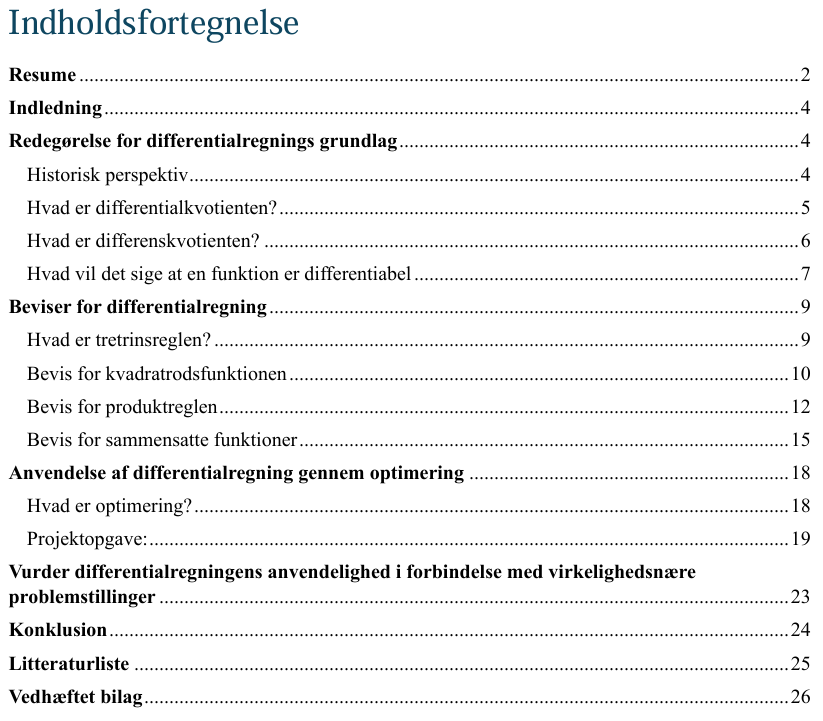 Indholdsfortegnelse
Resume ........ 2
Indledning ........ 4
Redegørelse for differentialregnings grundlag ........ 4
Historisk perspektiv ........ 4
Hvad er differentialkvotienten? ........ 5
Hvad er differenskvotienten? ........ 6
Hvad vil det sige at en funktion er differentiabel ........ 7
Beviser for differentialregning ........ 9
Hvad er tretrinsreglen? ........ 9
Bevis for kvadratrodsfunktionen ........ 10
Bevis for produktreglen ........ 12
Bevis for sammensatte funktioner ........ 15
Anvendelse af differentialregning gennem optimering ........ 18
Hvad er optimering? ........ 18
Projektopgave: ........ 19
Vurder differentialregningens anvendelighed i forbindelse med virkelighedsnære
problemstillinger ........ 23
Konklusion ........ 24
Litteraturliste ........ 25
Vedhæftet bilag ........ 26